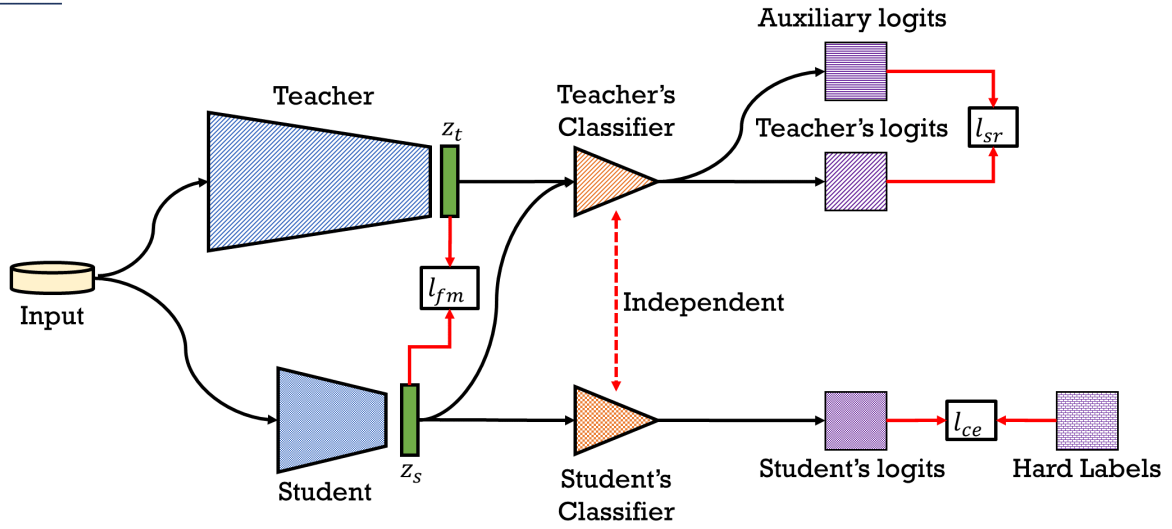 Auxiliary logits
Teacher
Teacher's
Classifier
z_t
Teacher's logits
l_sr
l_fm
Independent
Input
l_ce
Student
z_s
Student's
Classifier
Student's logits
Hard Labels